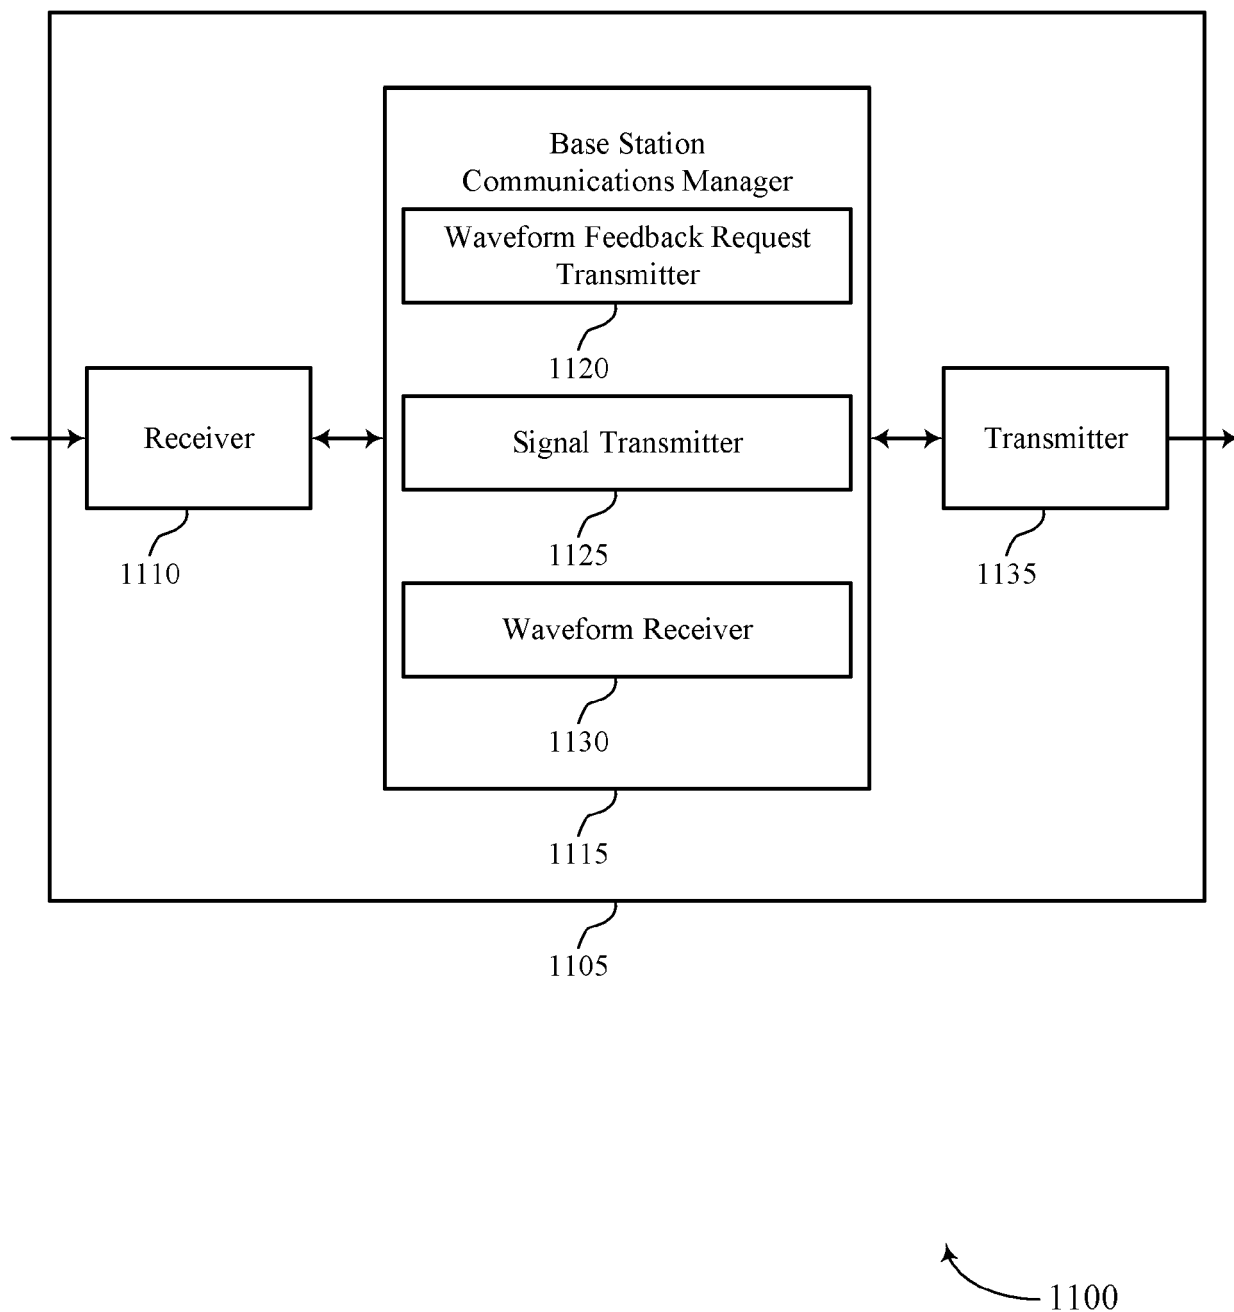 Base Station
Communications Manager
Waveform Feedback Request
Transmitter
1120
Receiver
1110
Signal Transmitter
1125
Transmitter
1135
Waveform Receiver
1130
1115
1105
1100